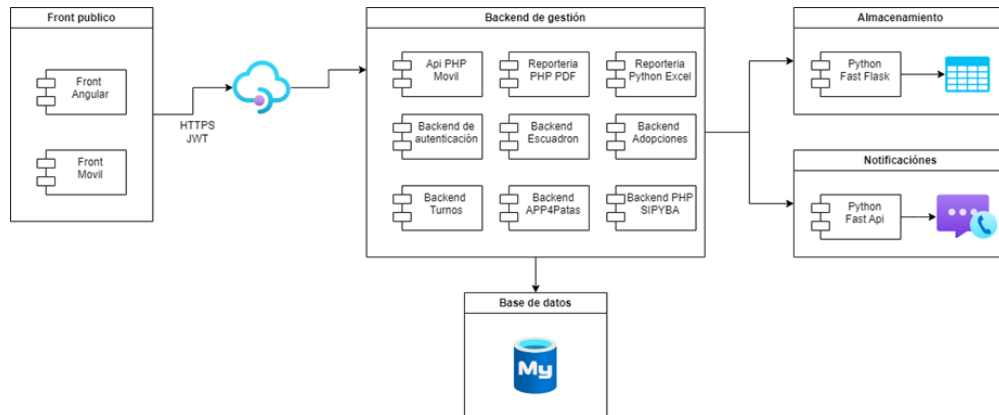 Front publico
Front
Angular
Front
Movil
HTTPS
JWT
Backend de gestión
Api PHP
Movil
Reporteria
PHP PDF
Reporteria
Python Excel
Backend de
autenticación
Backend
Escuadron
Backend
Adopciones
Backend
Turnos
Backend
APP4Patas
Backend PHP
SIPYBA
Almacenamiento
Python
Fast Flask
Notificaciónes
Python
Fast Api
Base de datos
My